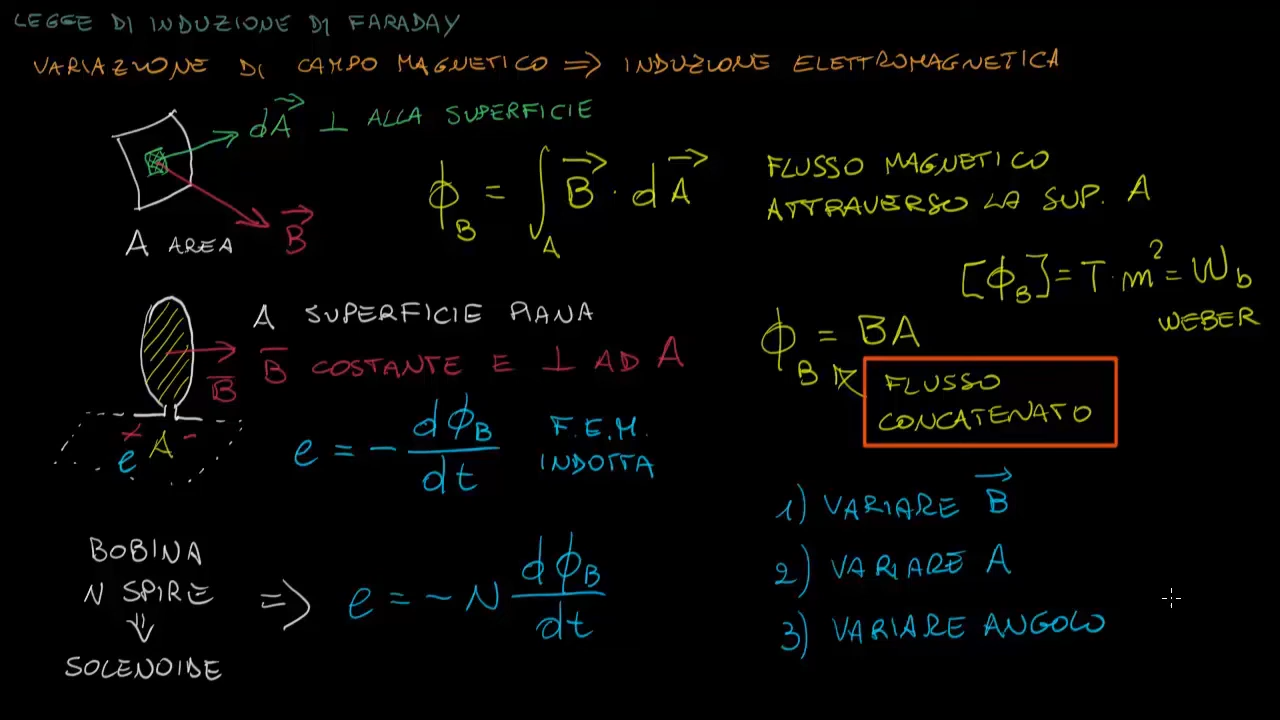 LEGGE DI INDUZIONE DI FARADAY
VARIAZIONE DI CAMPO MAGNETICO => INDUZIONE ELETTROMAGNETICA
dA⃗ ⊥ ALLA SUPERFICIE
B⃗
A AREA
ϕ_B = ∫_A B⃗ · dA⃗
FLUSSO MAGNETICO
ATTRAVERSO LA SUP. A
[ϕ_B] = T·m² = Wb
WEBER
A SUPERFICIE PIANA
B̅ COSTANTE E ⊥ AD A
ϕ_B = BA
FLUSSO
CONCATENATO
B̅
+ A -
e
e = - dϕ_B/dt
F.E.M.
INDOTTA
1) VARIARE B⃗
2) VARIARE A
3) VARIARE ANGOLO
BOBINA
N SPIRE
⇓
SOLENOIDE
=> e = - N dϕ_B/dt